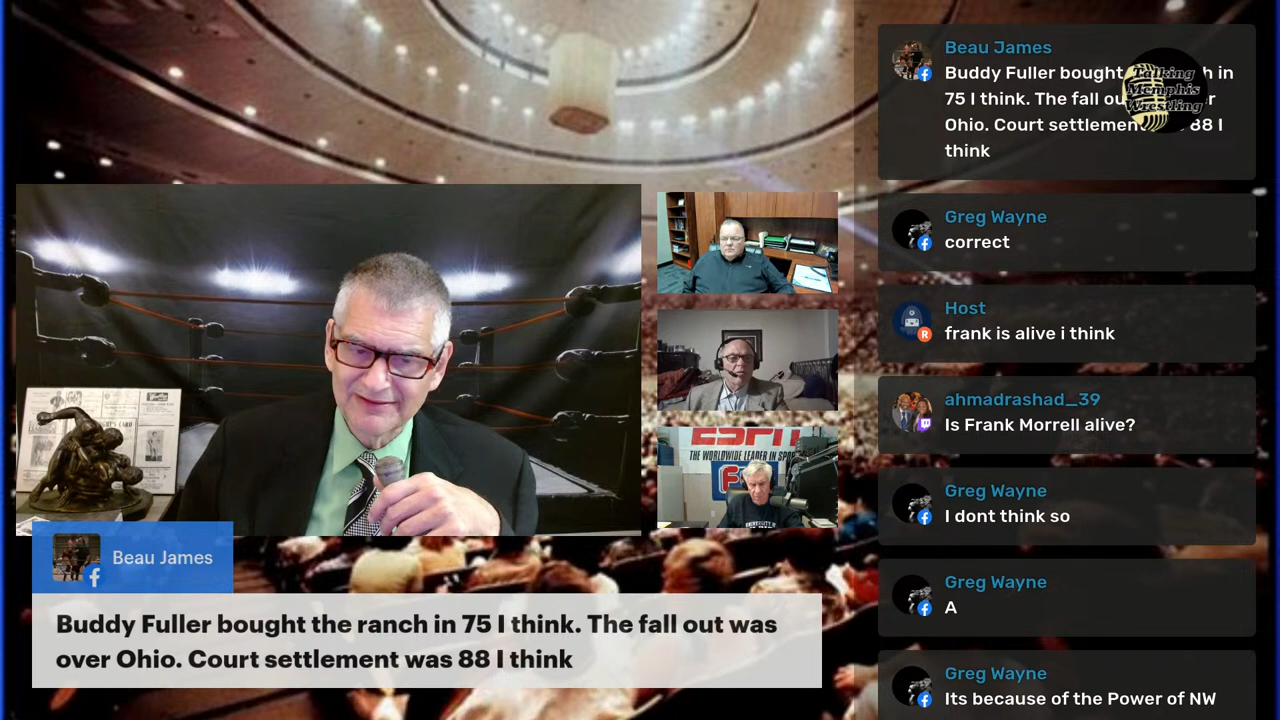 Beau James
Buddy Fuller bought h in
75 I think. The fall ou r
Ohio. Court settlemen 88 I
think
Talking
Memphis
Wrestling
Greg Wayne
correct
Host
frank is alive i think
ahmadrashad_39
Is Frank Morrell alive?
Greg Wayne
I dont think so
Greg Wayne
A
Greg Wayne
Its because of the Power of NW
ESPN
THE WORLDWIDE LEADER IN SPOR
Beau James
Buddy Fuller bought the ranch in 75 I think. The fall out was
over Ohio. Court settlement was 88 I think